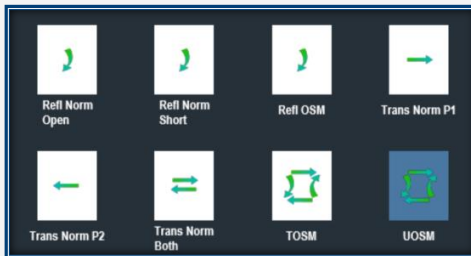 Refl Norm
Open
Refl Norm
Short
Refl OSM
Trans Norm P1
Trans Norm P2
Trans Norm
Both
TOSM
UOSM